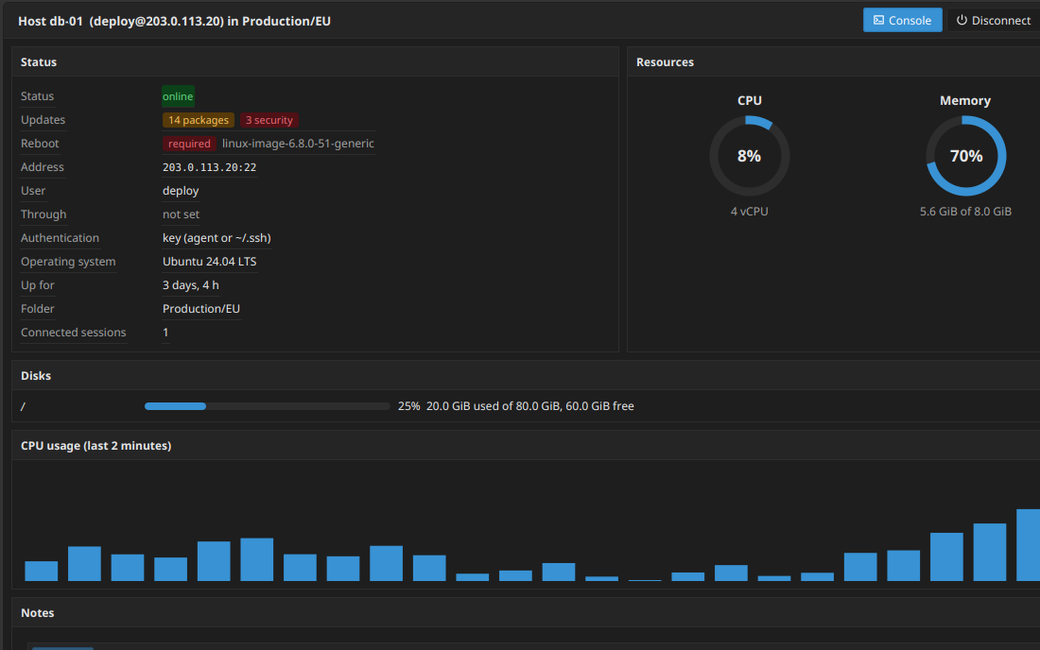 Host db-01 (deploy@203.0.113.20) in Production/EU
Console
Disconnect
Status
Status online
Updates 14 packages 3 security
Reboot required linux-image-6.8.0-51-generic
Address 203.0.113.20:22
User deploy
Through not set
Authentication key (agent or ~/.ssh)
Operating system Ubuntu 24.04 LTS
Up for 3 days, 4 h
Folder Production/EU
Connected sessions 1
Resources
CPU
8%
4 vCPU
Memory
70%
5.6 GiB of 8.0 GiB
Disks
/ 25% 20.0 GiB used of 80.0 GiB, 60.0 GiB free
CPU usage (last 2 minutes)
Notes